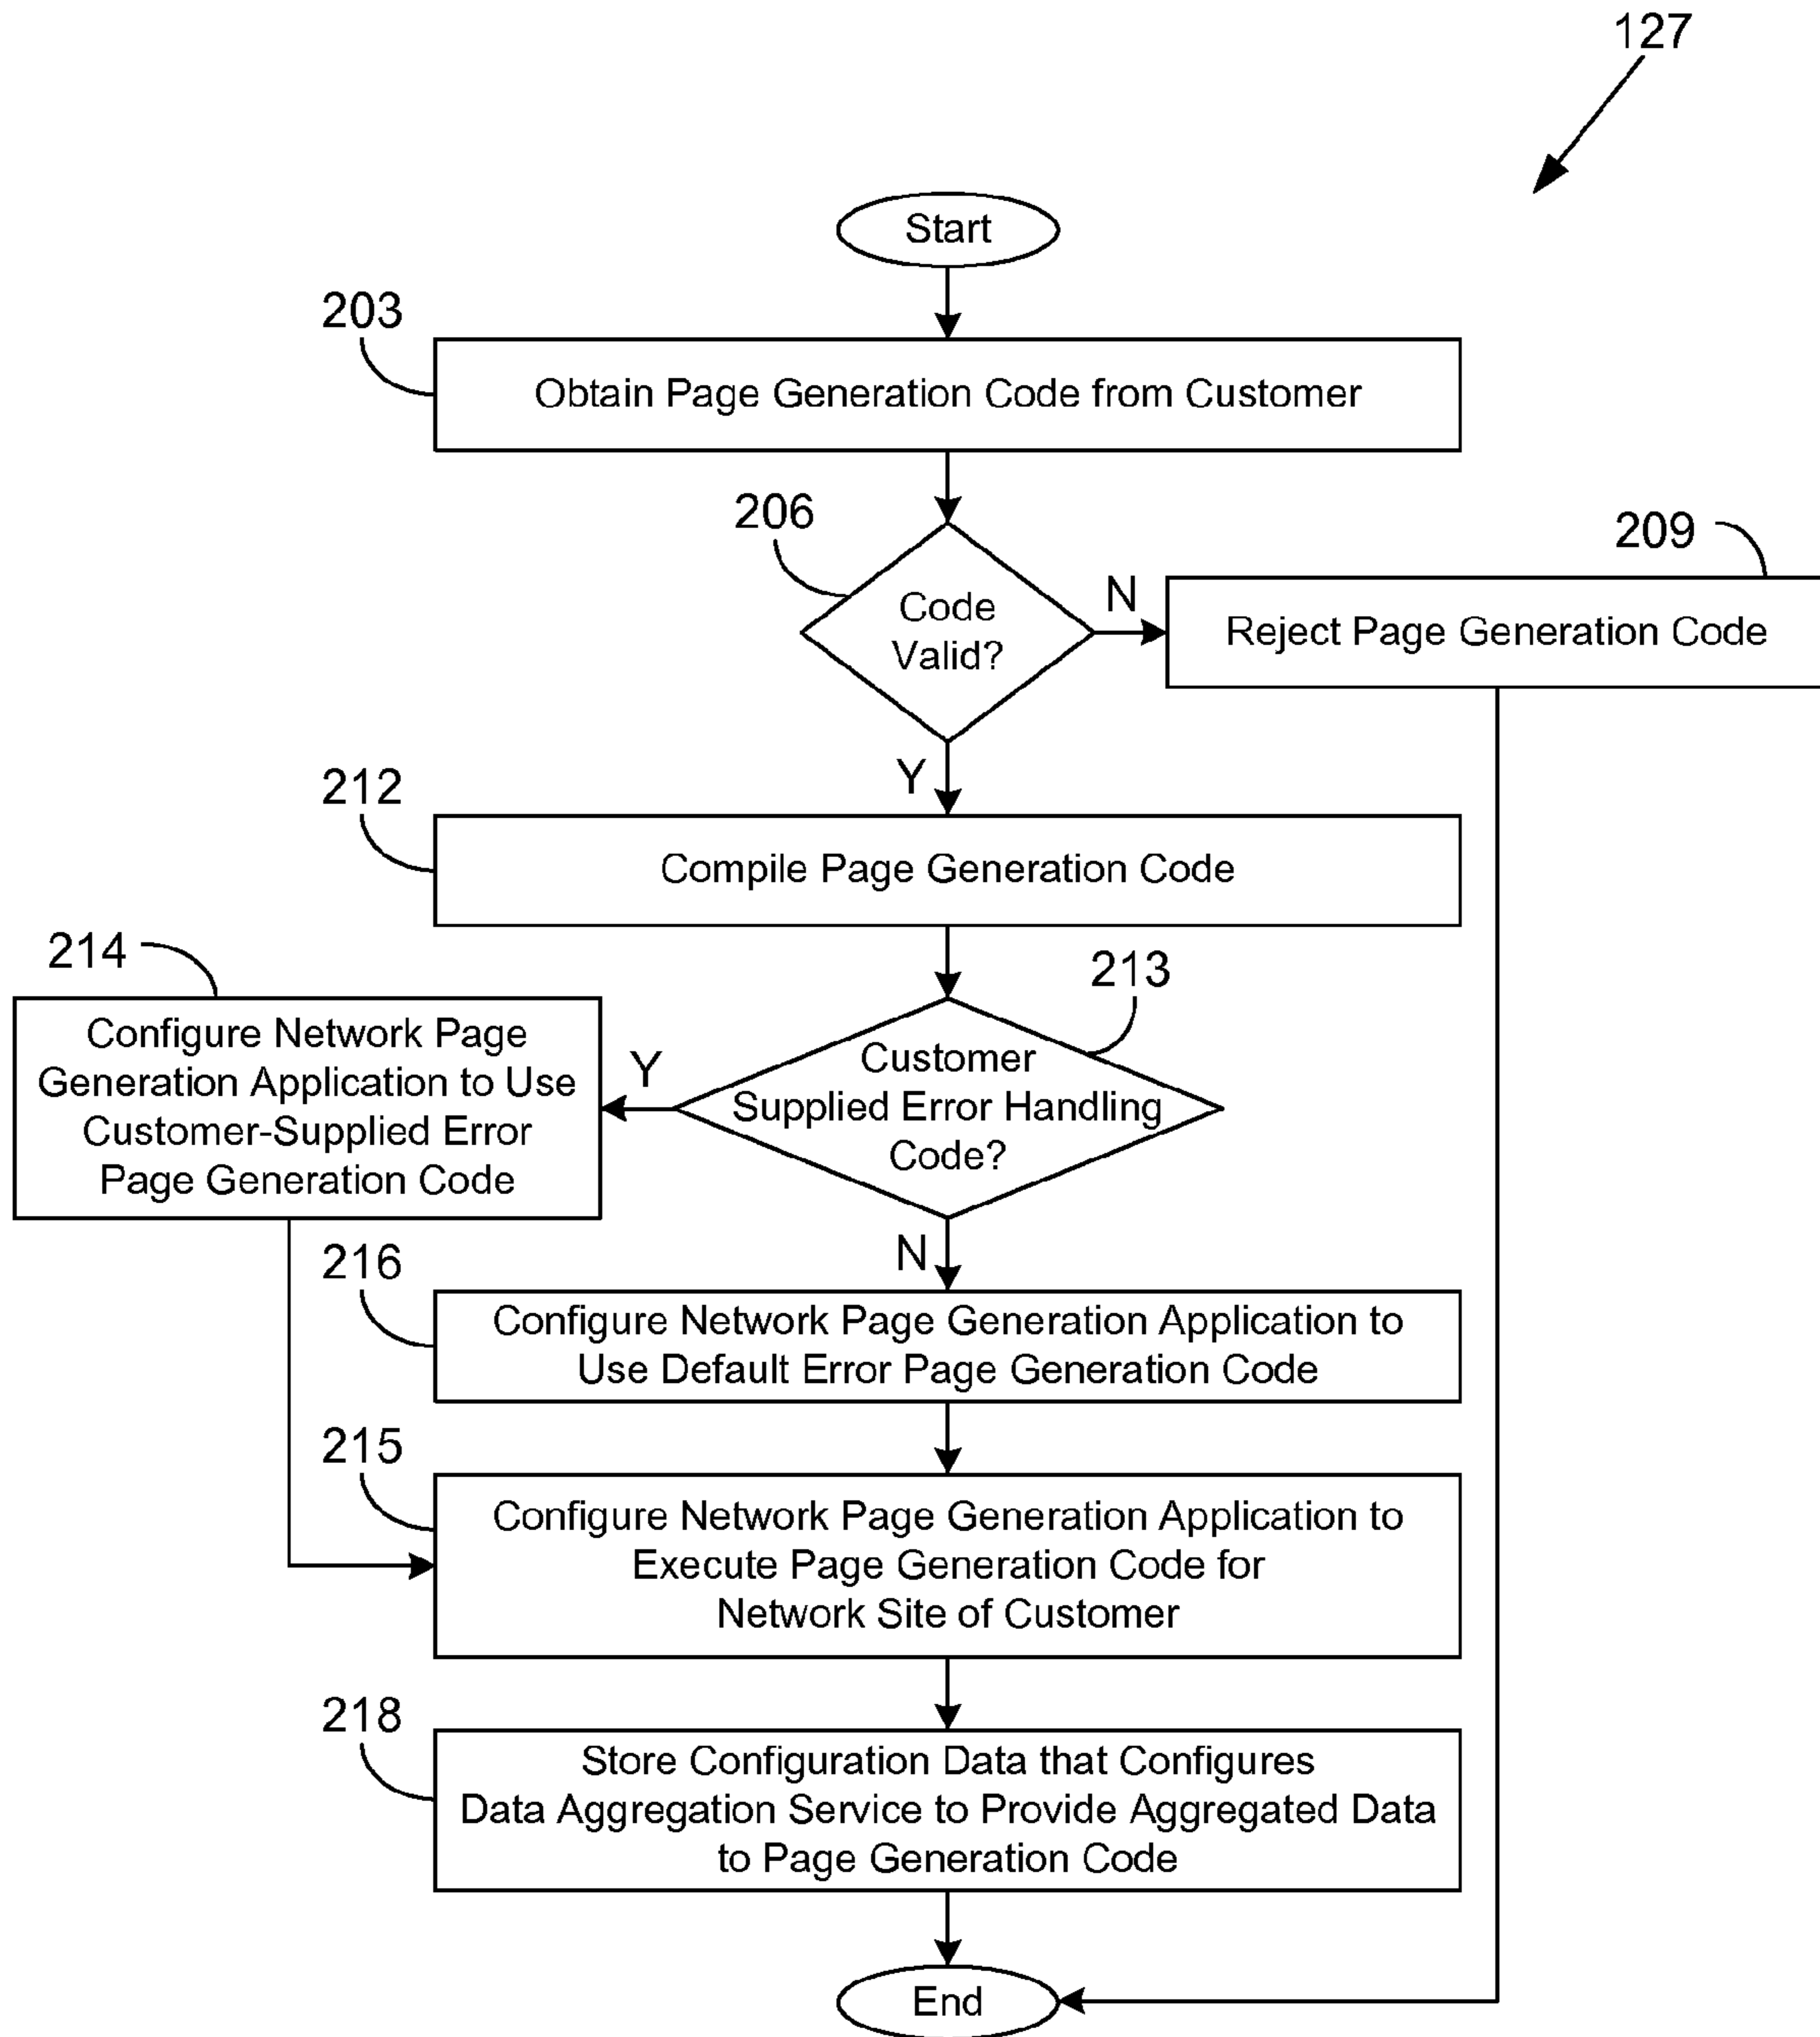 127
Start
203
Obtain Page Generation Code from Customer
206
Code
Valid?
N
209
Reject Page Generation Code
Y
212
Compile Page Generation Code
213
Customer
Supplied Error Handling
Code?
Y
214
Configure Network Page
Generation Application to Use
Customer-Supplied Error
Page Generation Code
N
216
Configure Network Page Generation Application to
Use Default Error Page Generation Code
215
Configure Network Page Generation Application to
Execute Page Generation Code for
Network Site of Customer
218
Store Configuration Data that Configures
Data Aggregation Service to Provide Aggregated Data
to Page Generation Code
End